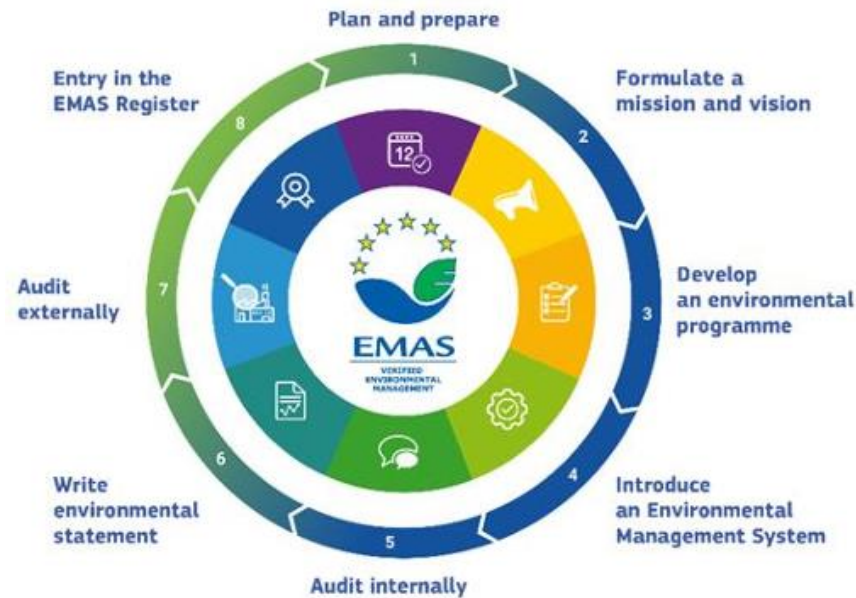 Plan and prepare
1
Formulate a
mission and vision
2
Develop
an environmental
programme
3
Introduce
an Environmental
Management System
4
Audit internally
5
Write
environmental
statement
6
Audit
externally
7
Entry in the
EMAS Register
8
12
EMAS
VERIFIED
ENVIRONMENTAL
MANAGEMENT